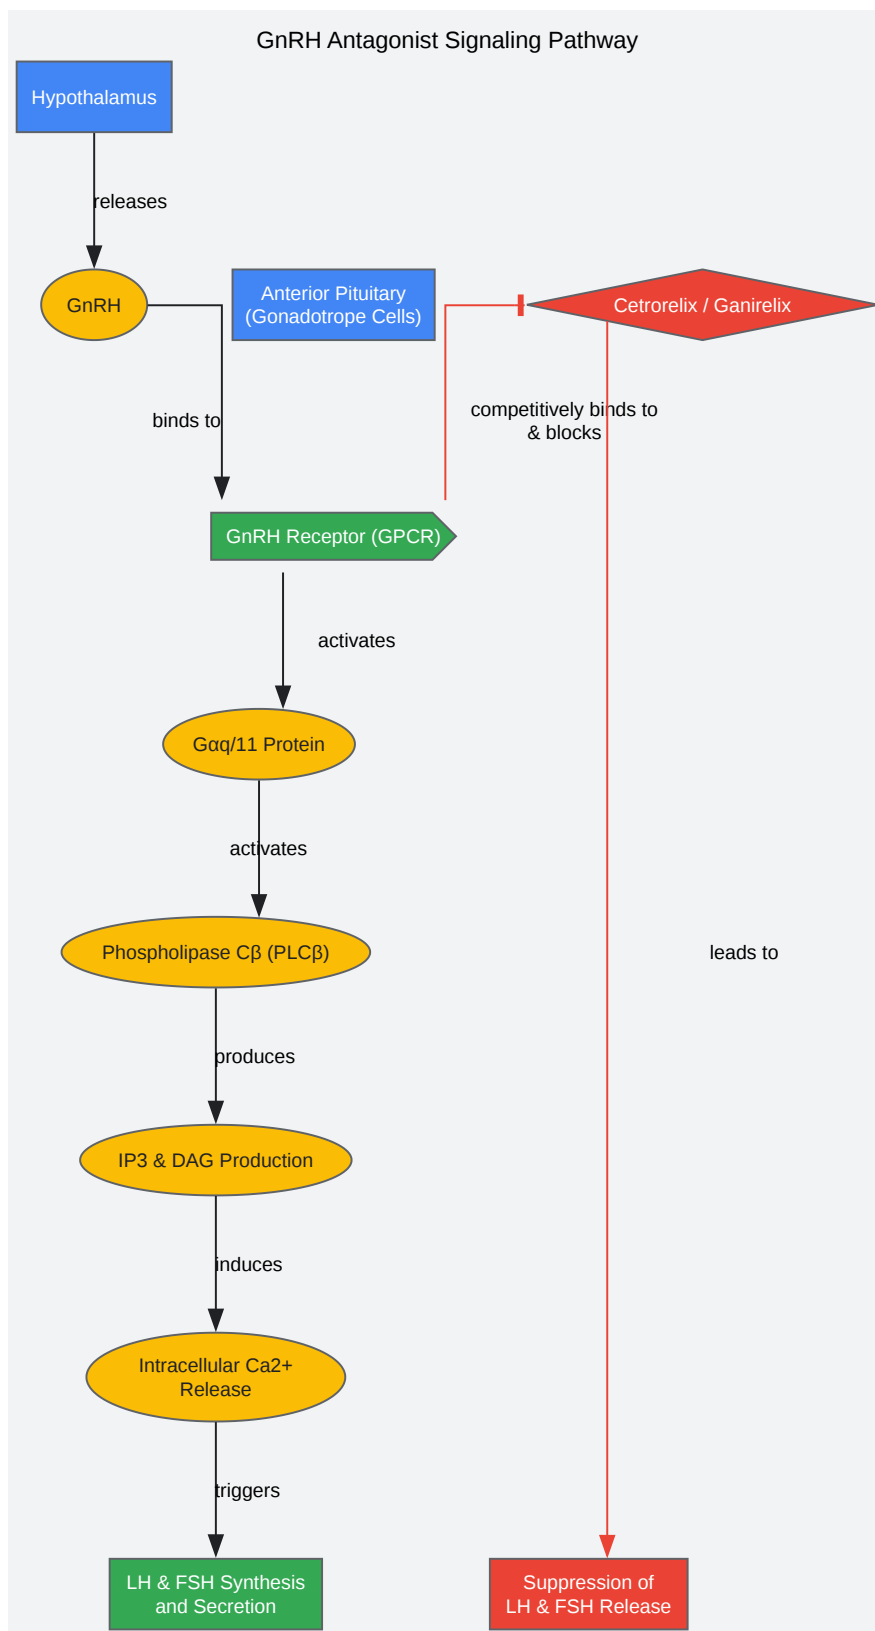 GnRH Antagonist Signaling Pathway
Hypothalamus
releases
GnRH
Anterior Pituitary
(Gonadotrope Cells)
Cetrorelix / Ganirelix
binds to
competitively binds to
& blocks
GnRH Receptor (GPCR)
activates
Gαq/11 Protein
activates
Phospholipase Cβ (PLCβ)
leads to
produces
IP3 & DAG Production
induces
Intracellular Ca2+
Release
triggers
LH & FSH Synthesis
and Secretion
Suppression of
LH & FSH Release